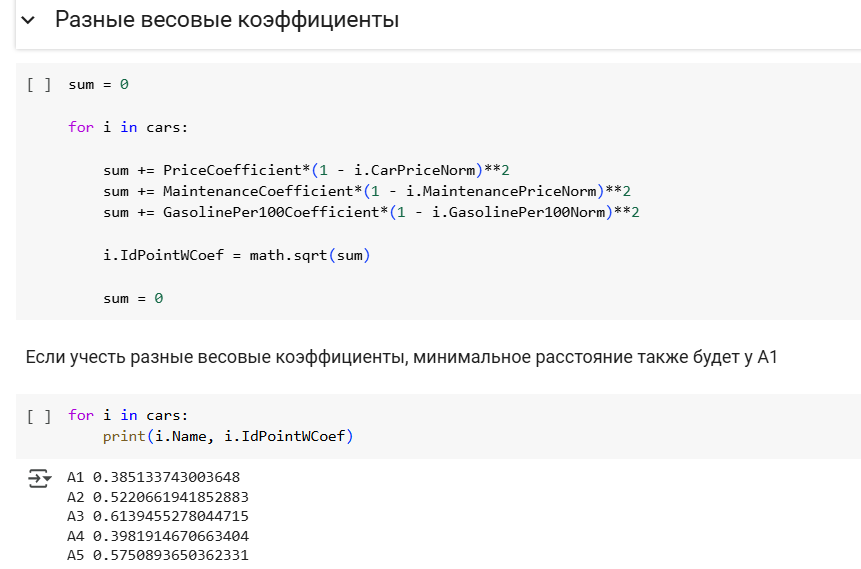 Разные весовые коэффициенты
[ ] sum = 0
for i in cars:
sum += PriceCoefficient*(1 - i.CarPriceNorm)**2
sum += MaintenanceCoefficient*(1 - i.MaintenancePriceNorm)**2
sum += GasolinePer100Coefficient*(1 - i.GasolinePer100Norm)**2
i.IdPointWCoef = math.sqrt(sum)
sum = 0
Если учесть разные весовые коэффициенты, минимальное расстояние также будет у А1
[ ] for i in cars:
print(i.Name, i.IdPointWCoef)
A1 0.385133743003648
A2 0.5220661941852883
A3 0.6139455278044715
A4 0.3981914670663404
A5 0.5750893650362331